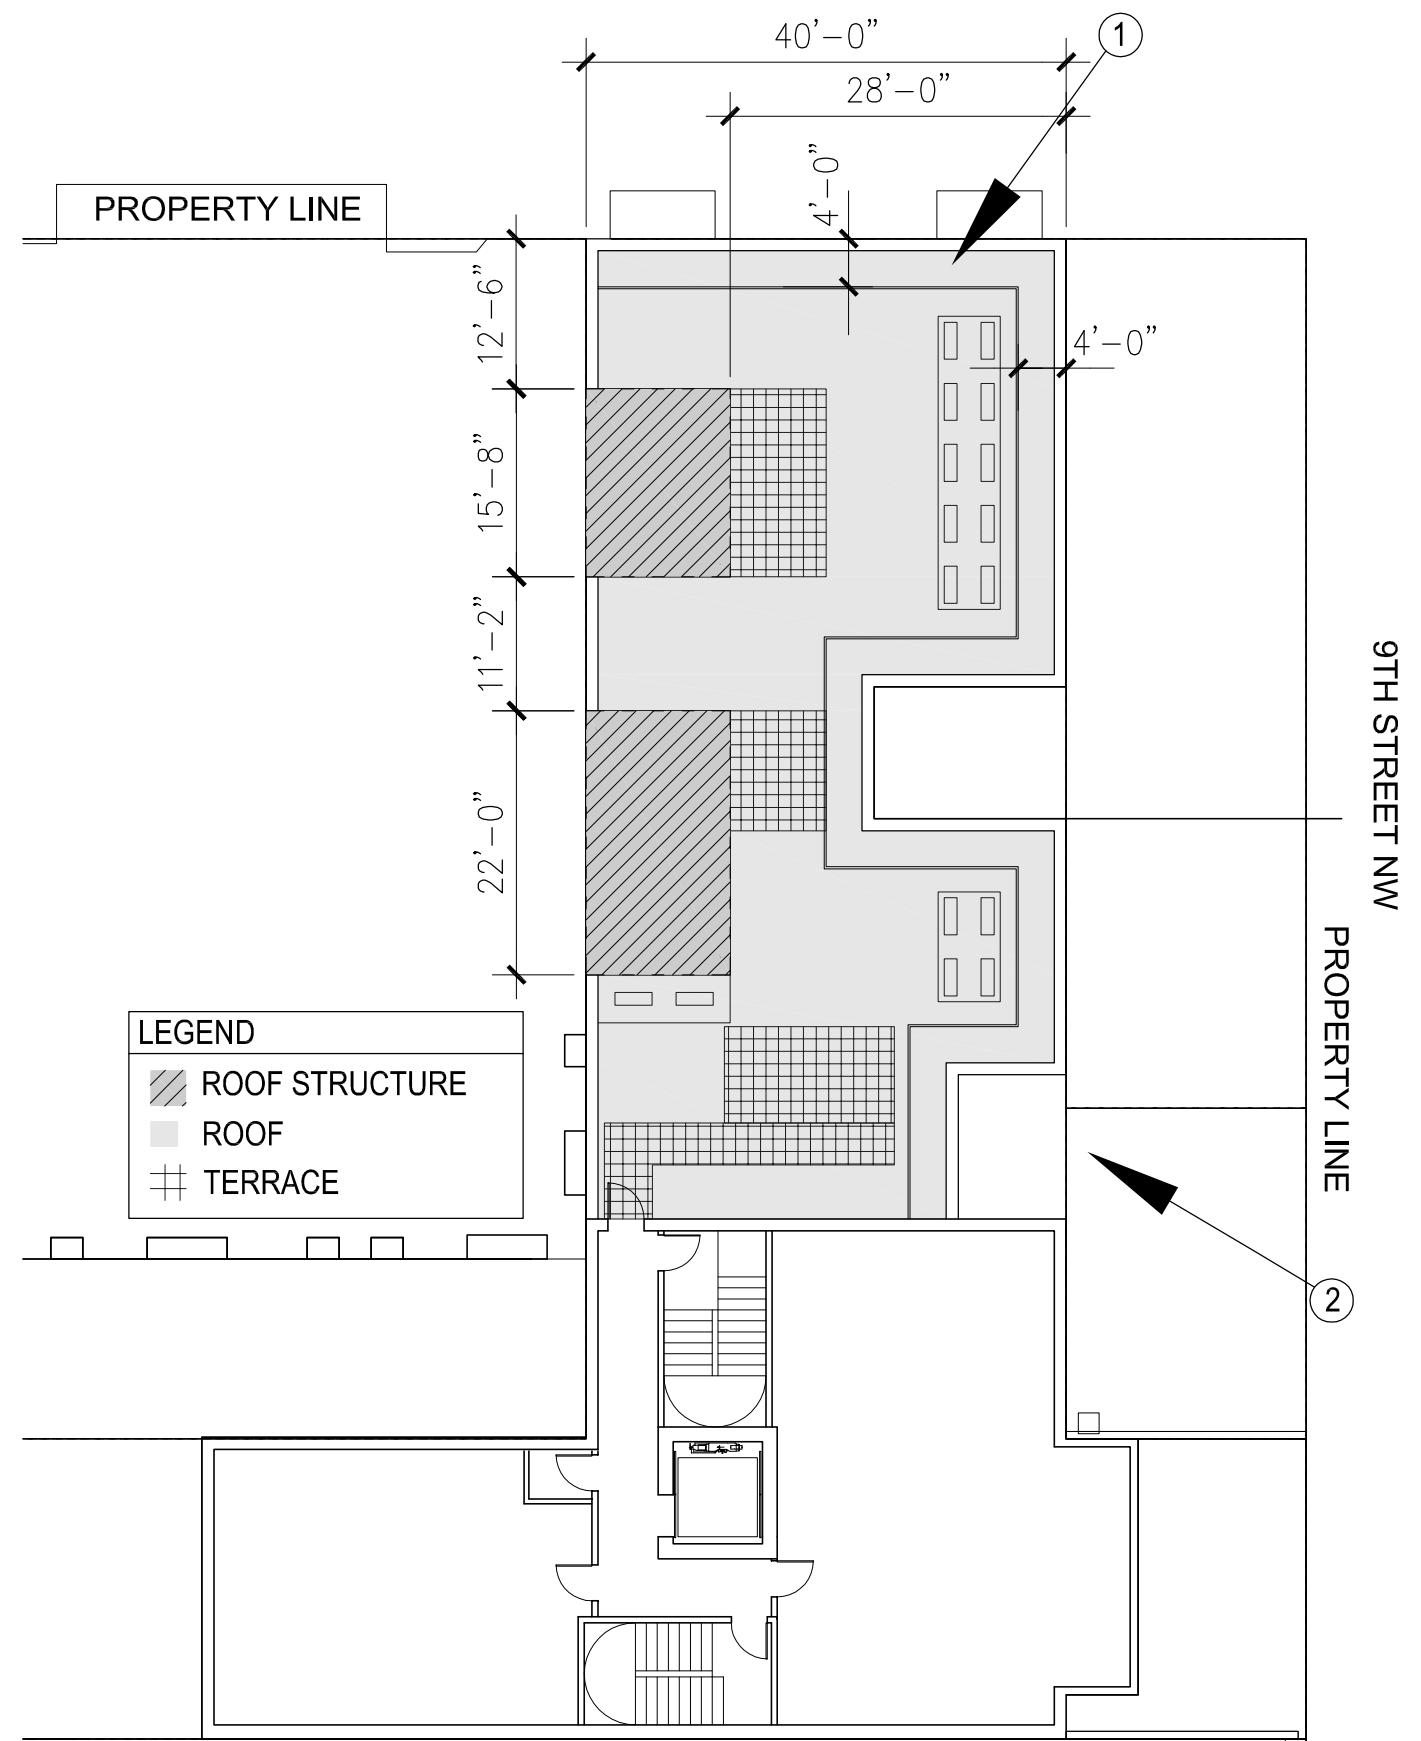 40’-0”
1
28’-0”
4’-0”
PROPERTY LINE
12’-6”
4’-0”
15’-8”
11’-2”
9TH STREET NW
22’-0”
PROPERTY LINE
LEGEND
ROOF STRUCTURE
ROOF
TERRACE
2